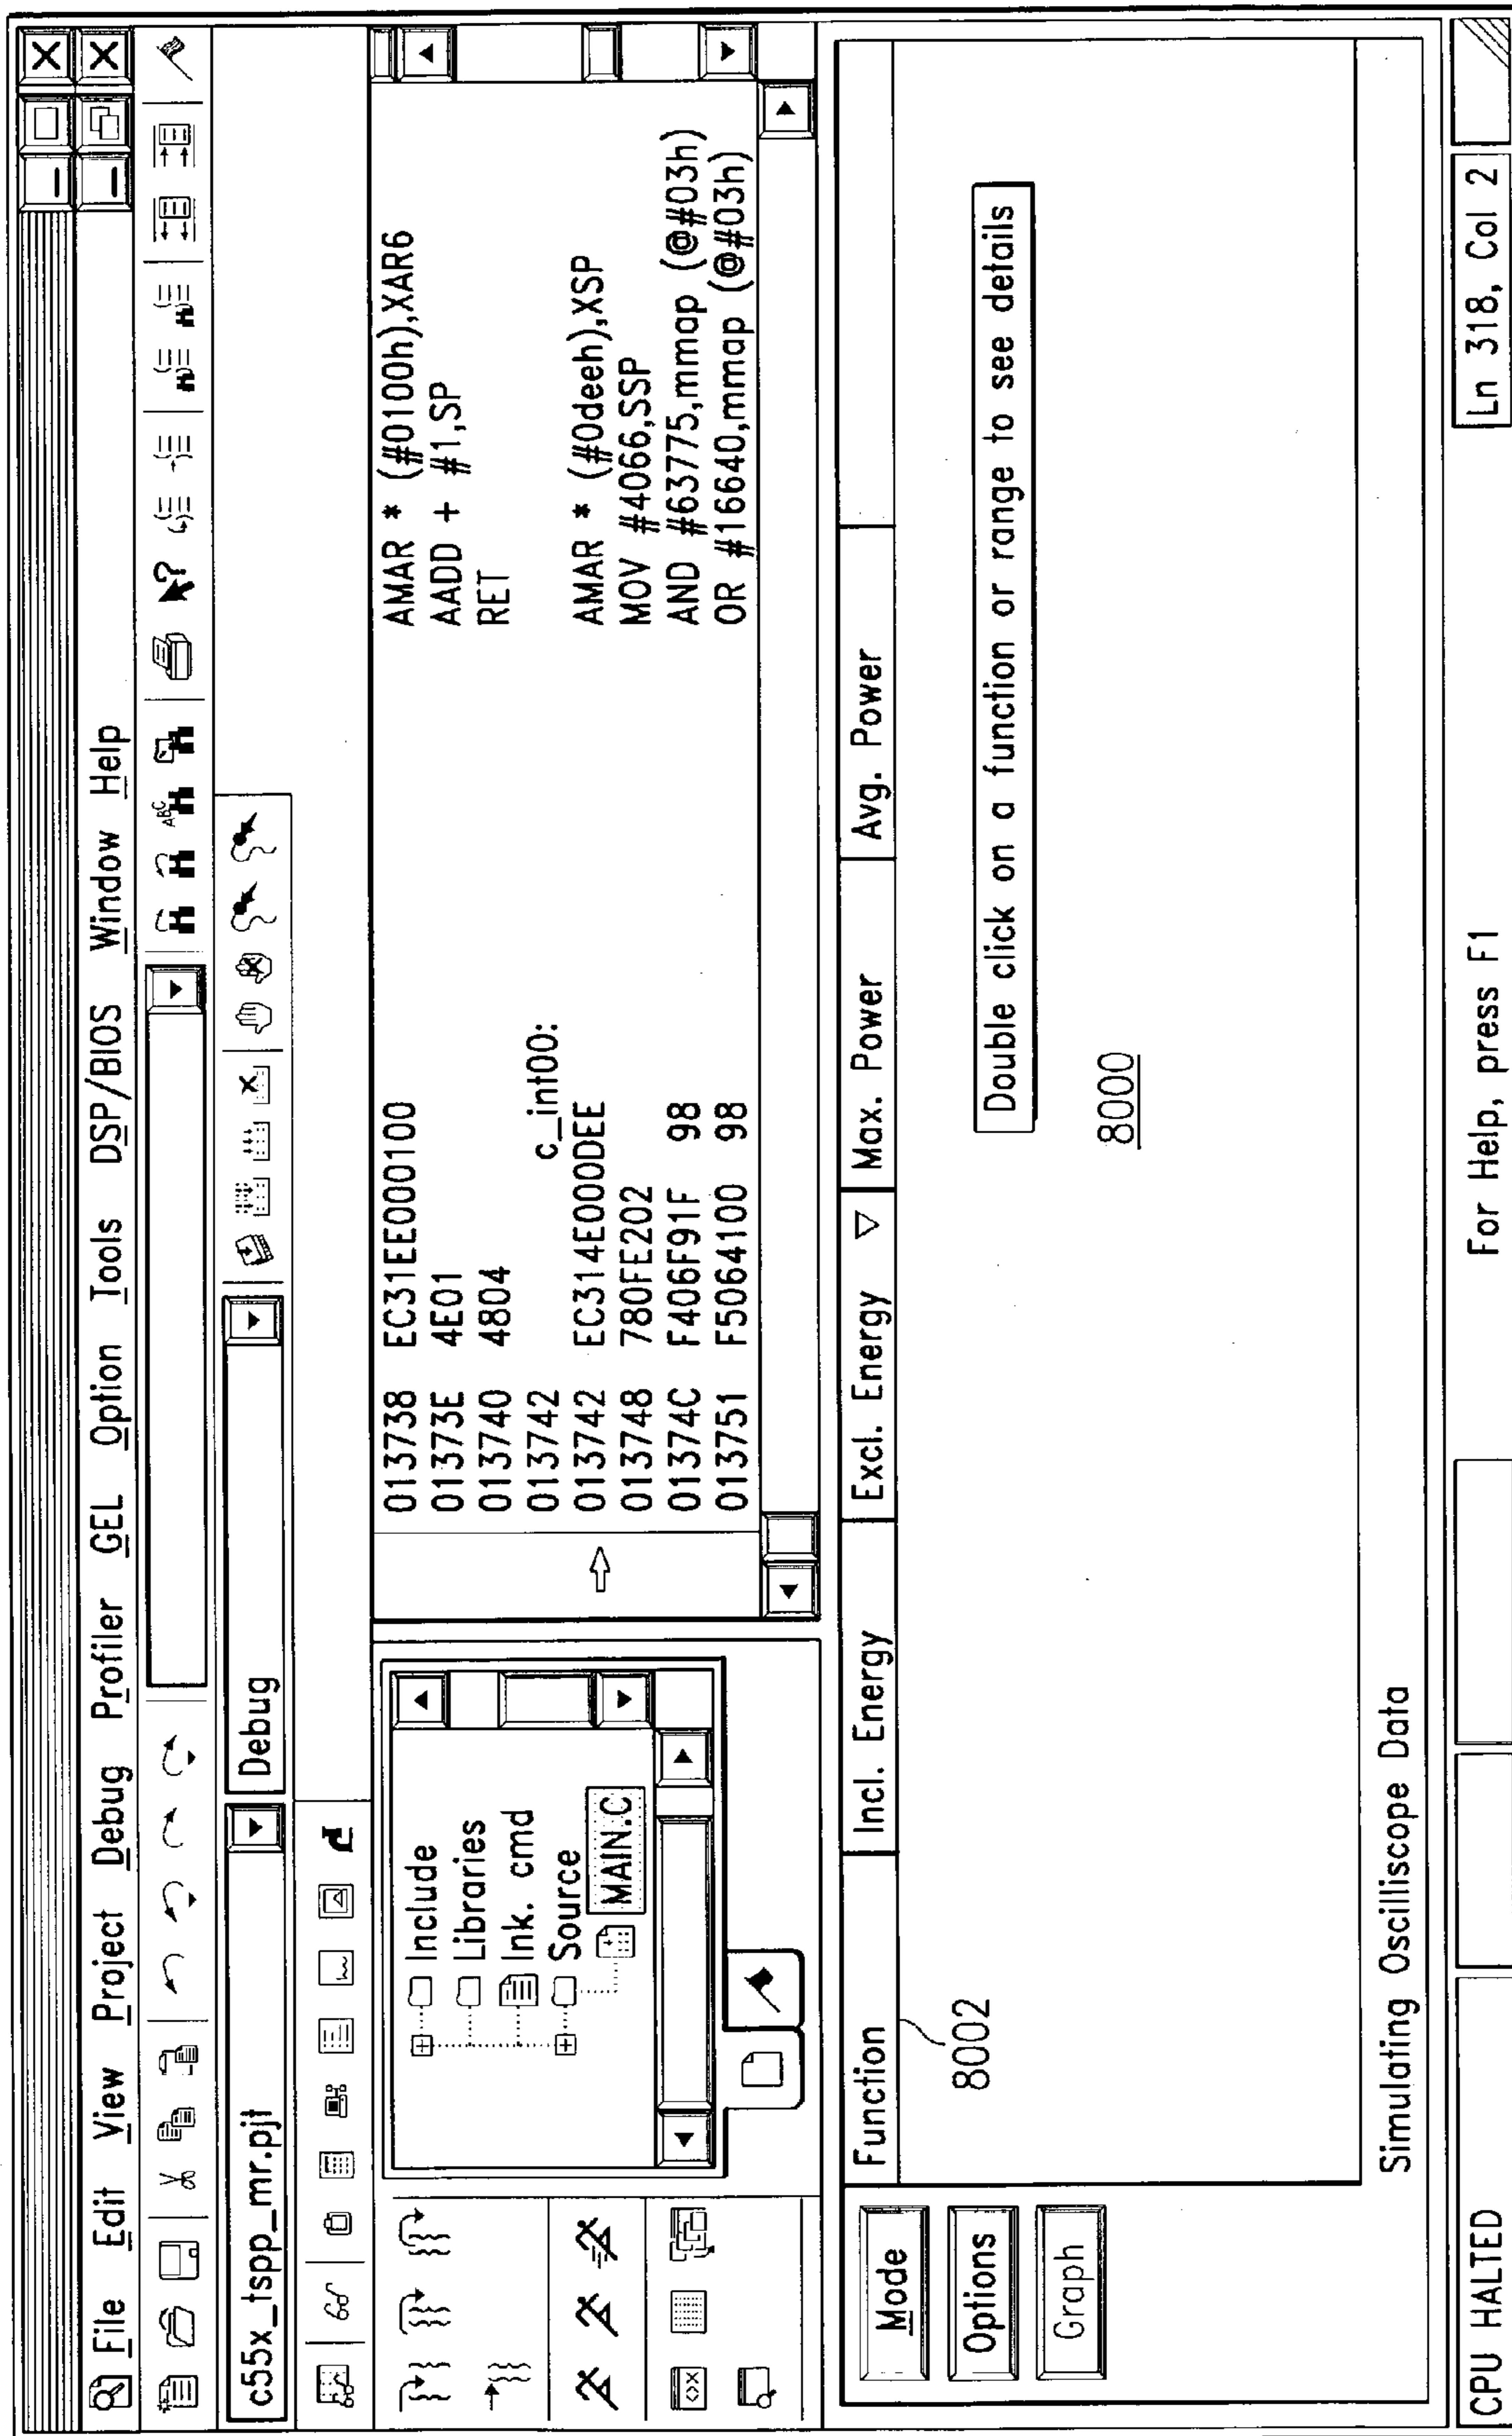 File Edit View Project Debug Profiler GEL Option Tools DSP/BIOS Window Help
ABC
?
c55x_tspp_mr.pjt Debug
Include
Libraries
Ink. cmd
Source
MAIN.C
013738 EC31EE000100 AMAR * (#0100h),XAR6
01373E 4E01 AADD + #1,SP
013740 4804 RET
013742 c_int00:
013742 EC314E000DEE AMAR * (#0deeh),XSP
013748 780FE202 MOV #4066,SSP
01374C F406F91F 98 AND #63775,mmap (@#03h)
013751 F5064100 98 OR #16640,mmap (@#03h)
Mode
Options
Graph
Function Incl. Energy Excl. Energy Max. Power Avg. Power
8002
Double click on a function or range to see details
8000
Simulating Oscilliscope Data
CPU HALTED For Help, press F1 Ln 318, Col 2